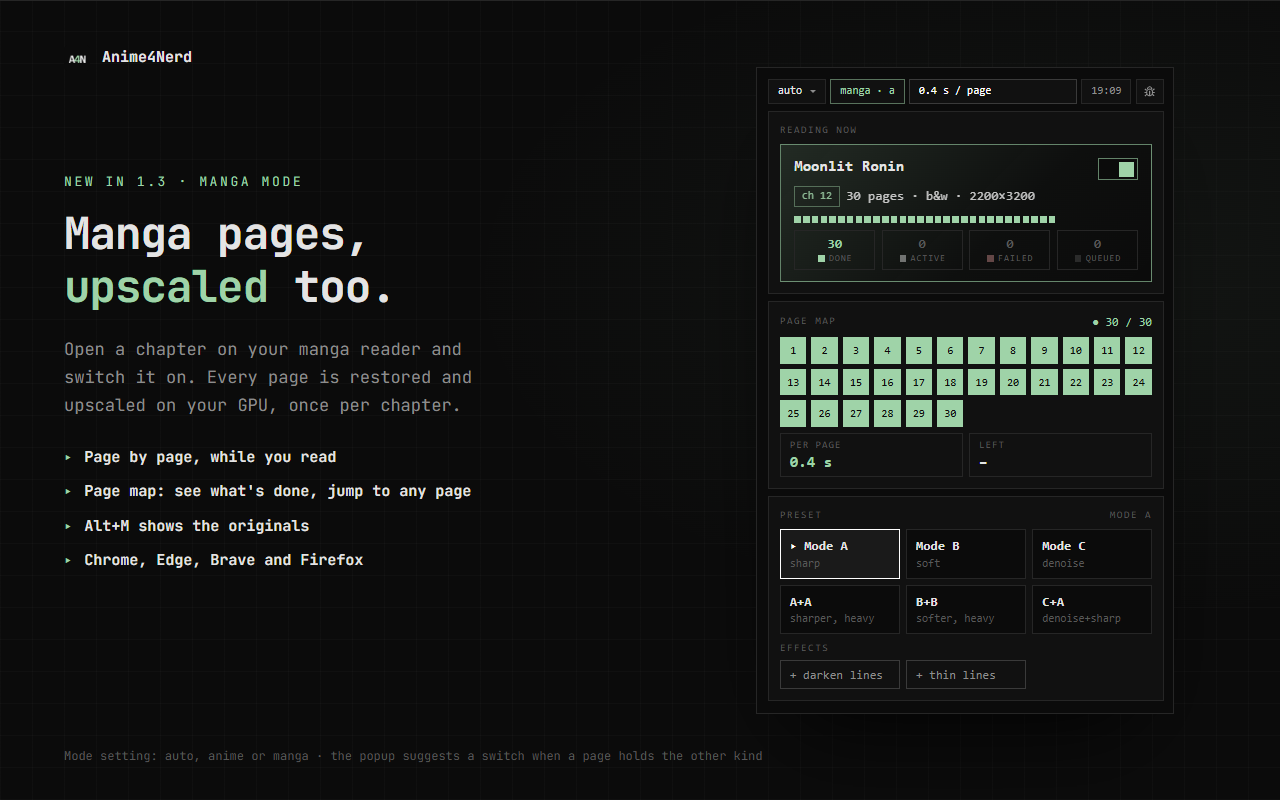 A4N Anime4Nerd
NEW IN 1.3 · MANGA MODE
Manga pages,
upscaled too.
Open a chapter on your manga reader and
switch it on. Every page is restored and
upscaled on your GPU, once per chapter.
▸ Page by page, while you read
▸ Page map: see what's done, jump to any page
▸ Alt+M shows the originals
▸ Chrome, Edge, Brave and Firefox
Mode setting: auto, anime or manga · the popup suggests a switch when a page holds the other kind
auto manga · a 0.4 s / page 19:09
READING NOW
Moonlit Ronin
ch 12 30 pages · b&w · 2200×3200
30 0 0 0
DONE ACTIVE FAILED QUEUED
PAGE MAP ● 30 / 30
1 2 3 4 5 6 7 8 9 10 11 12
13 14 15 16 17 18 19 20 21 22 23 24
25 26 27 28 29 30
PER PAGE LEFT
0.4 s –
PRESET MODE A
▸ Mode A Mode B Mode C
sharp soft denoise
A+A B+B C+A
sharper, heavy softer, heavy denoise+sharp
EFFECTS
+ darken lines + thin lines